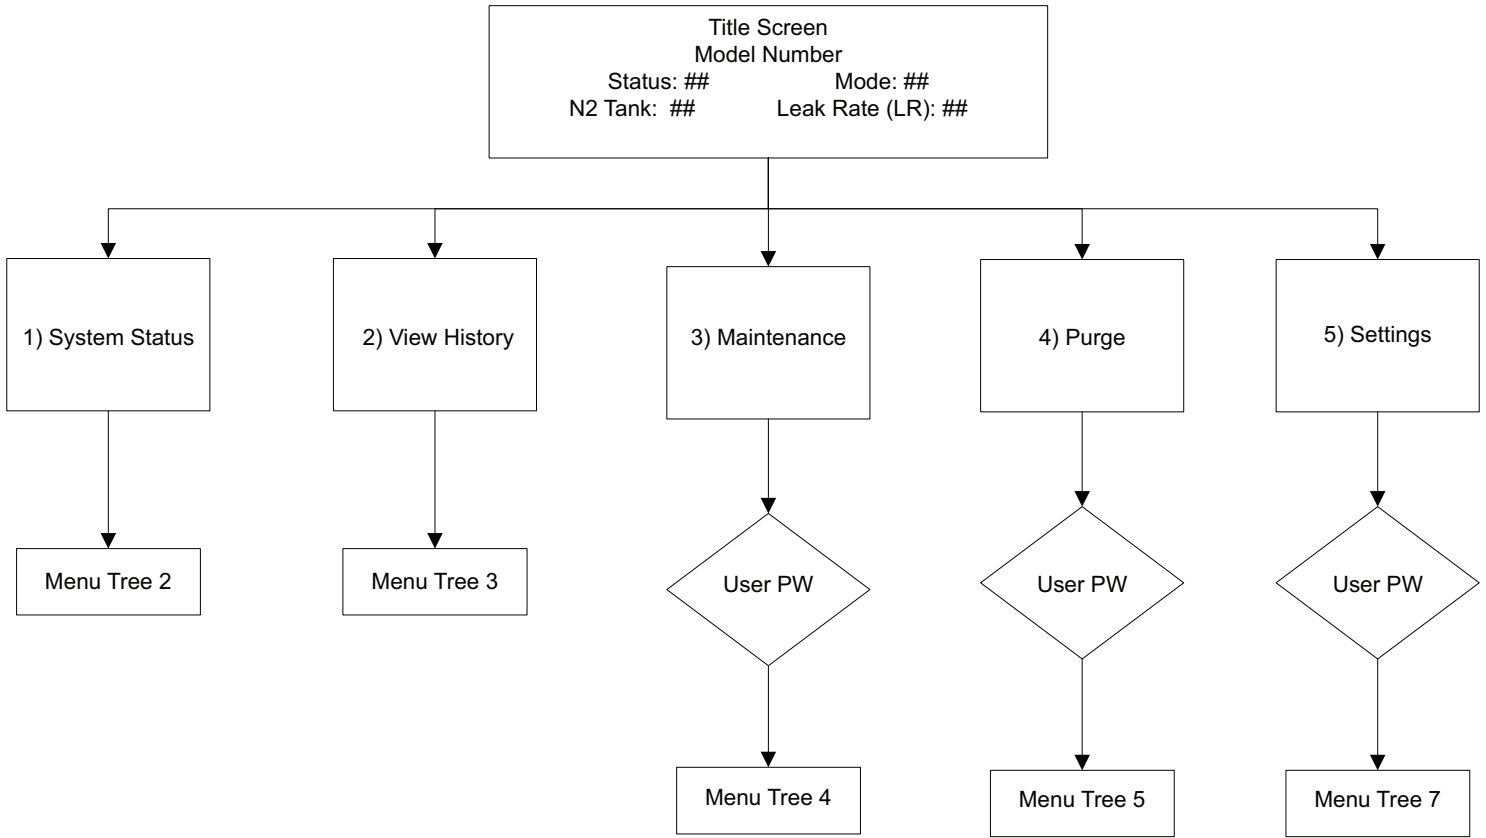 Title Screen
Model Number
Status: ## Mode: ##
N2 Tank: ## Leak Rate (LR): ##
1) System Status
2) View History
3) Maintenance
4) Purge
5) Settings
Menu Tree 2
Menu Tree 3
User PW
User PW
User PW
Menu Tree 4
Menu Tree 5
Menu Tree 7